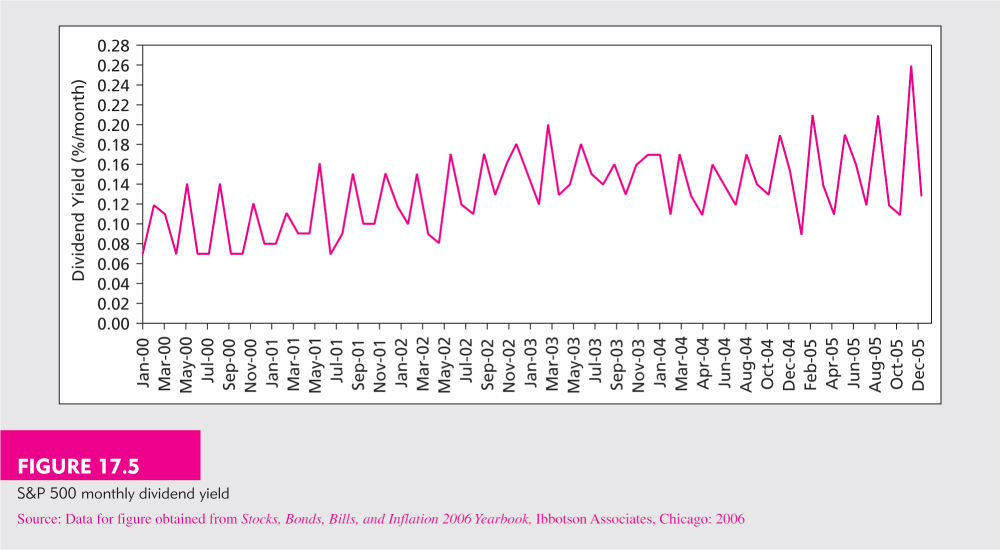 0.28
0.26
0.24
0.22
0.20
0.18
0.16
0.14
0.12
0.10
0.08
0.06
0.04
0.02
0.00
Dividend Yield (%/month)
Jan-00
Mar-00
May-00
Jul-00
Sep-00
Nov-00
Jan-01
Mar-01
May-01
Jul-01
Sep-01
Nov-01
Jan-02
Mar-02
May-02
Jul-02
Sep-02
Nov-02
Jan-03
Mar-03
May-03
Jul-03
Sep-03
Nov-03
Jan-04
Mar-04
Apr-04
Jun-04
Aug-04
Oct-04
Dec-04
Feb-05
Apr-05
Jun-05
Aug-05
Oct-05
Dec-05
FIGURE 17.5
S&P 500 monthly dividend yield
Source: Data for figure obtained from Stocks, Bonds, Bills, and Inflation 2006 Yearbook, Ibbotson Associates, Chicago: 2006